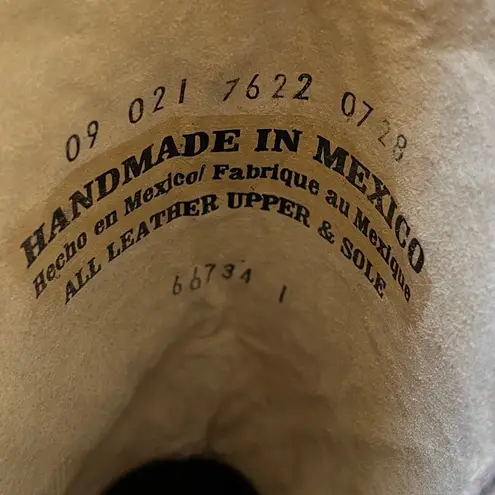 09 021 7622 0728
HANDMADE IN MEXICO
Hecho en Mexico/ Fabrique au Mexique
ALL LEATHER UPPER & SOLE
66734 1